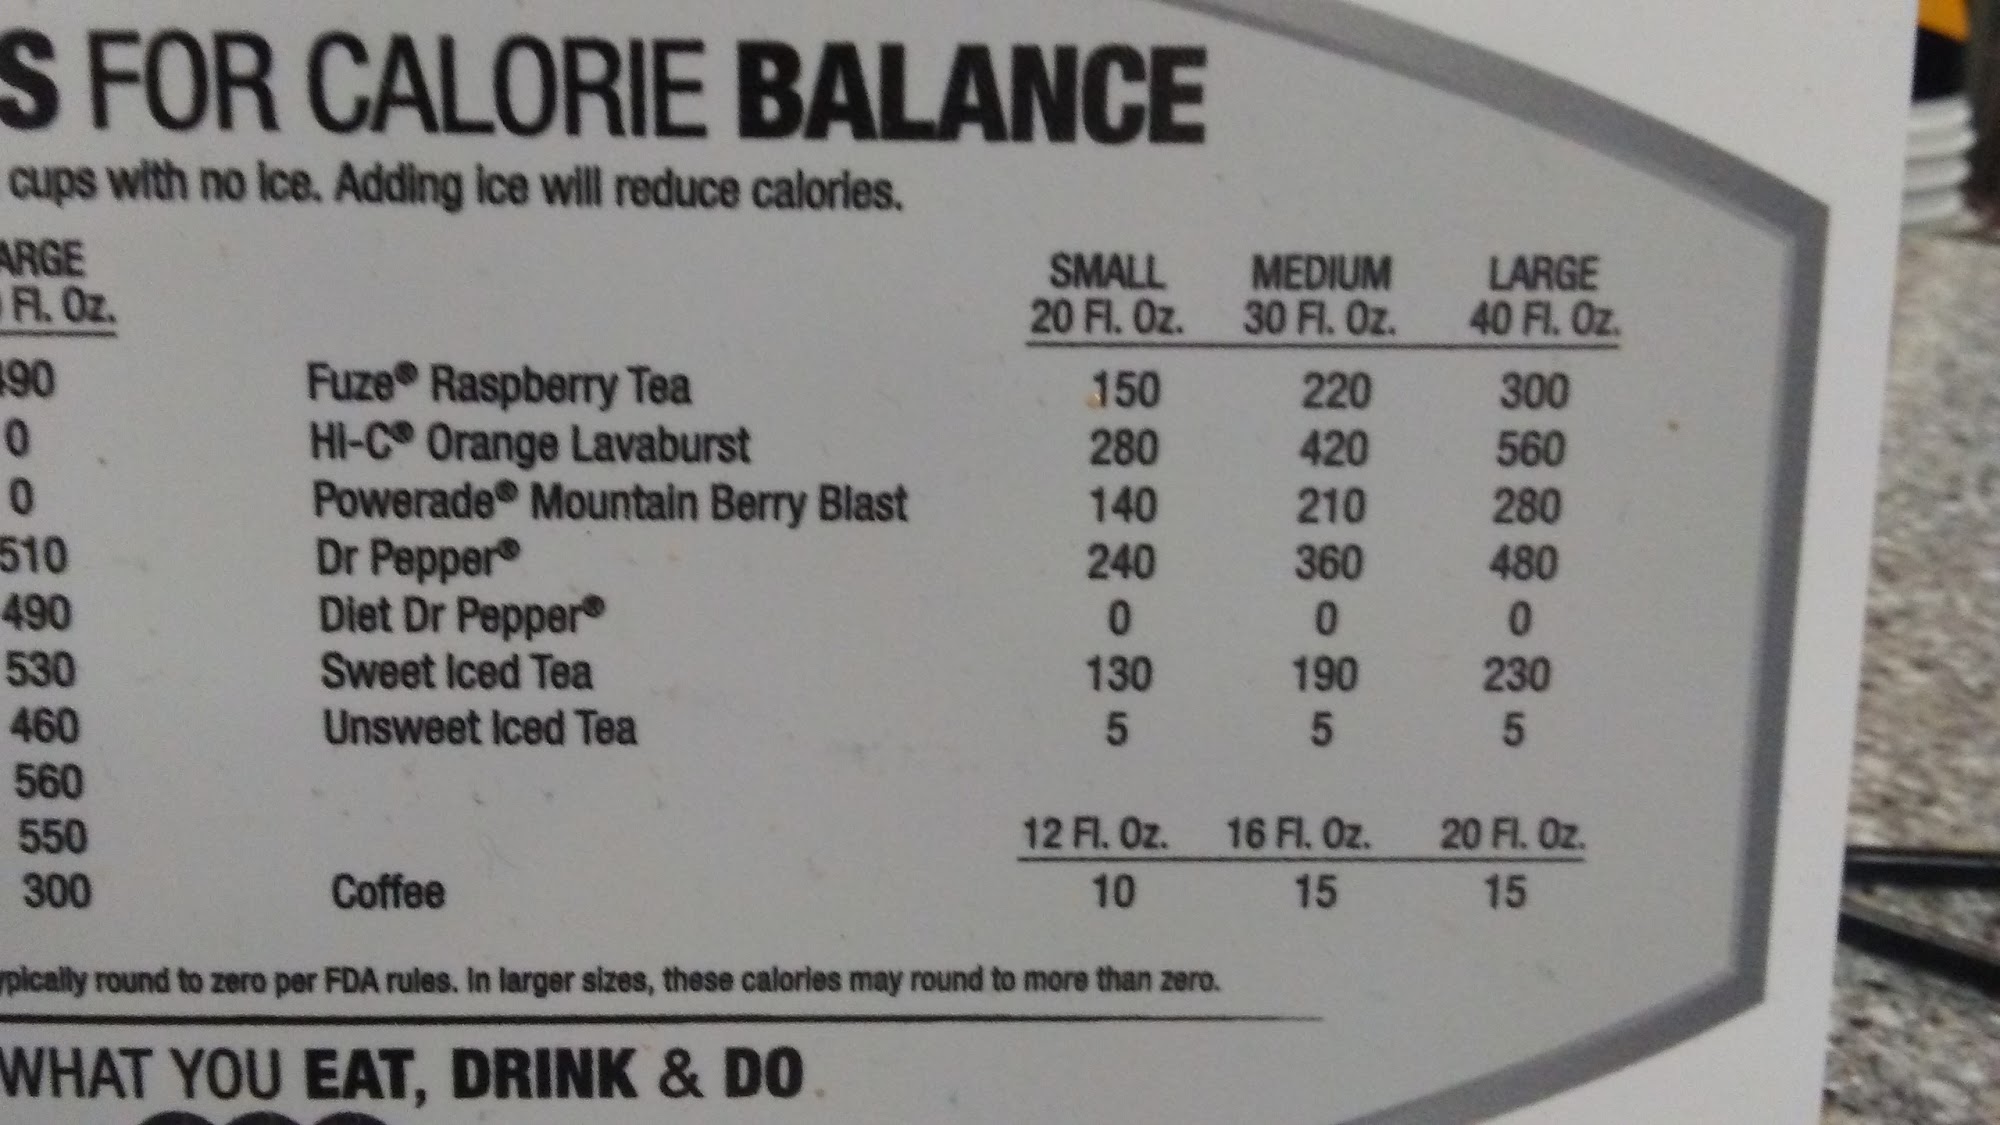 S FOR CALORIE BALANCE
cups with no ice. Adding ice will reduce calories.
ARGE SMALL MEDIUM LARGE
Fl. Oz. 20 Fl. Oz. 30 Fl. Oz. 40 Fl. Oz.
490 Fuze® Raspberry Tea 150 220 300
0 Hi-C® Orange Lavaburst 280 420 560
0 Powerade® Mountain Berry Blast 140 210 280
510 Dr Pepper® 240 360 480
490 Diet Dr Pepper® 0 0 0
530 Sweet Iced Tea 130 190 230
460 Unsweet Iced Tea 5 5 5
560
550 12 Fl. Oz. 16 Fl. Oz. 20 Fl. Oz.
300 Coffee 10 15 15
ypically round to zero per FDA rules. In larger sizes, these calories may round to more than zero.
WHAT YOU EAT, DRINK & DO